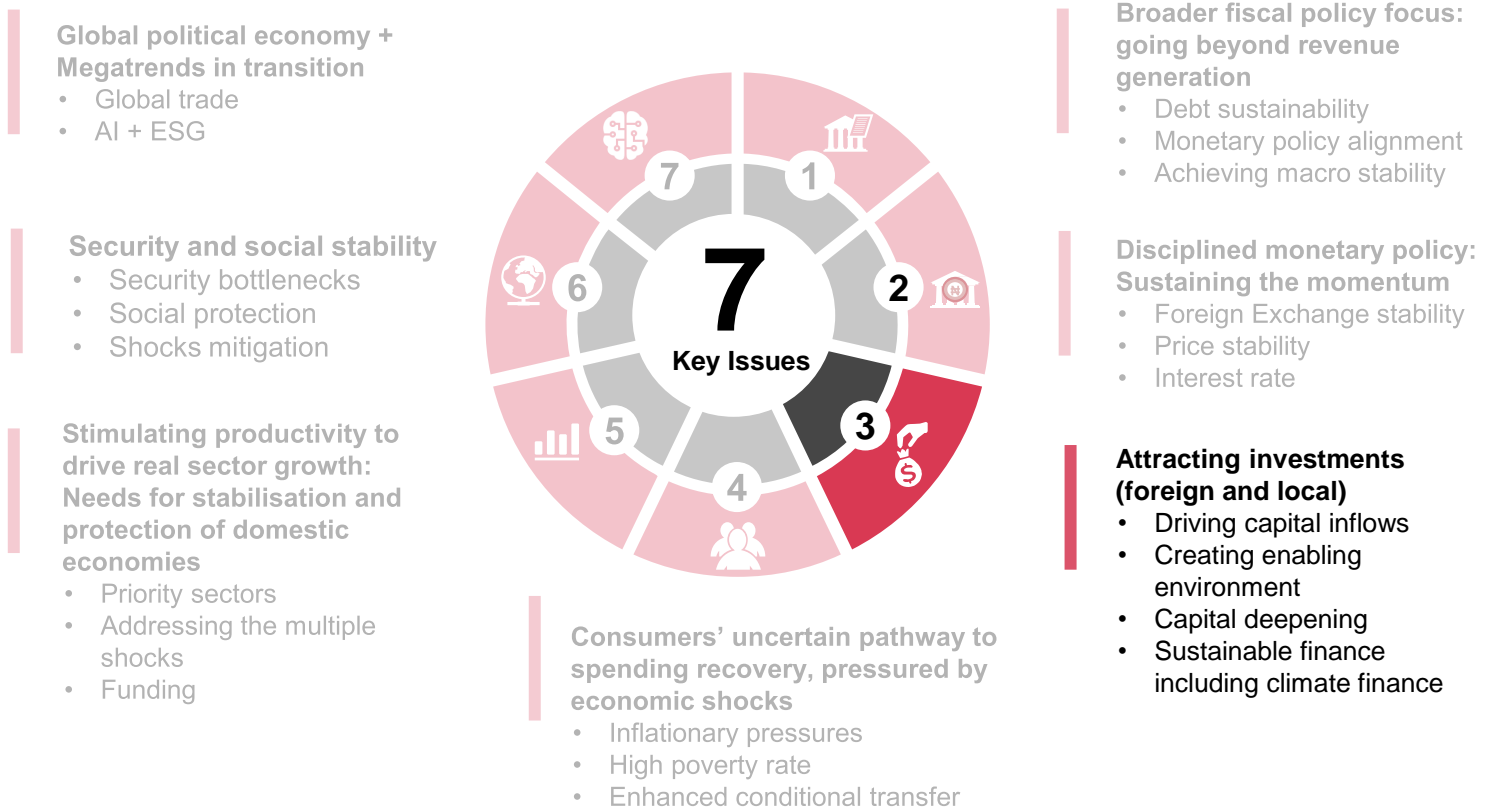 Global political economy +
Megatrends in transition
• Global trade
• AI + ESG
Security and social stability
• Security bottlenecks
• Social protection
• Shocks mitigation
Stimulating productivity to
drive real sector growth:
Needs for stabilisation and
protection of domestic
economies
• Priority sectors
• Addressing the multiple
shocks
• Funding
7
1
6
2
5
3
4
7
Key Issues
₦
$
Consumers’ uncertain pathway to
spending recovery, pressured by
economic shocks
• Inflationary pressures
• High poverty rate
• Enhanced conditional transfer
Broader fiscal policy focus:
going beyond revenue
generation
• Debt sustainability
• Monetary policy alignment
• Achieving macro stability
Disciplined monetary policy:
Sustaining the momentum
• Foreign Exchange stability
• Price stability
• Interest rate
Attracting investments
(foreign and local)
• Driving capital inflows
• Creating enabling
environment
• Capital deepening
• Sustainable finance
including climate finance